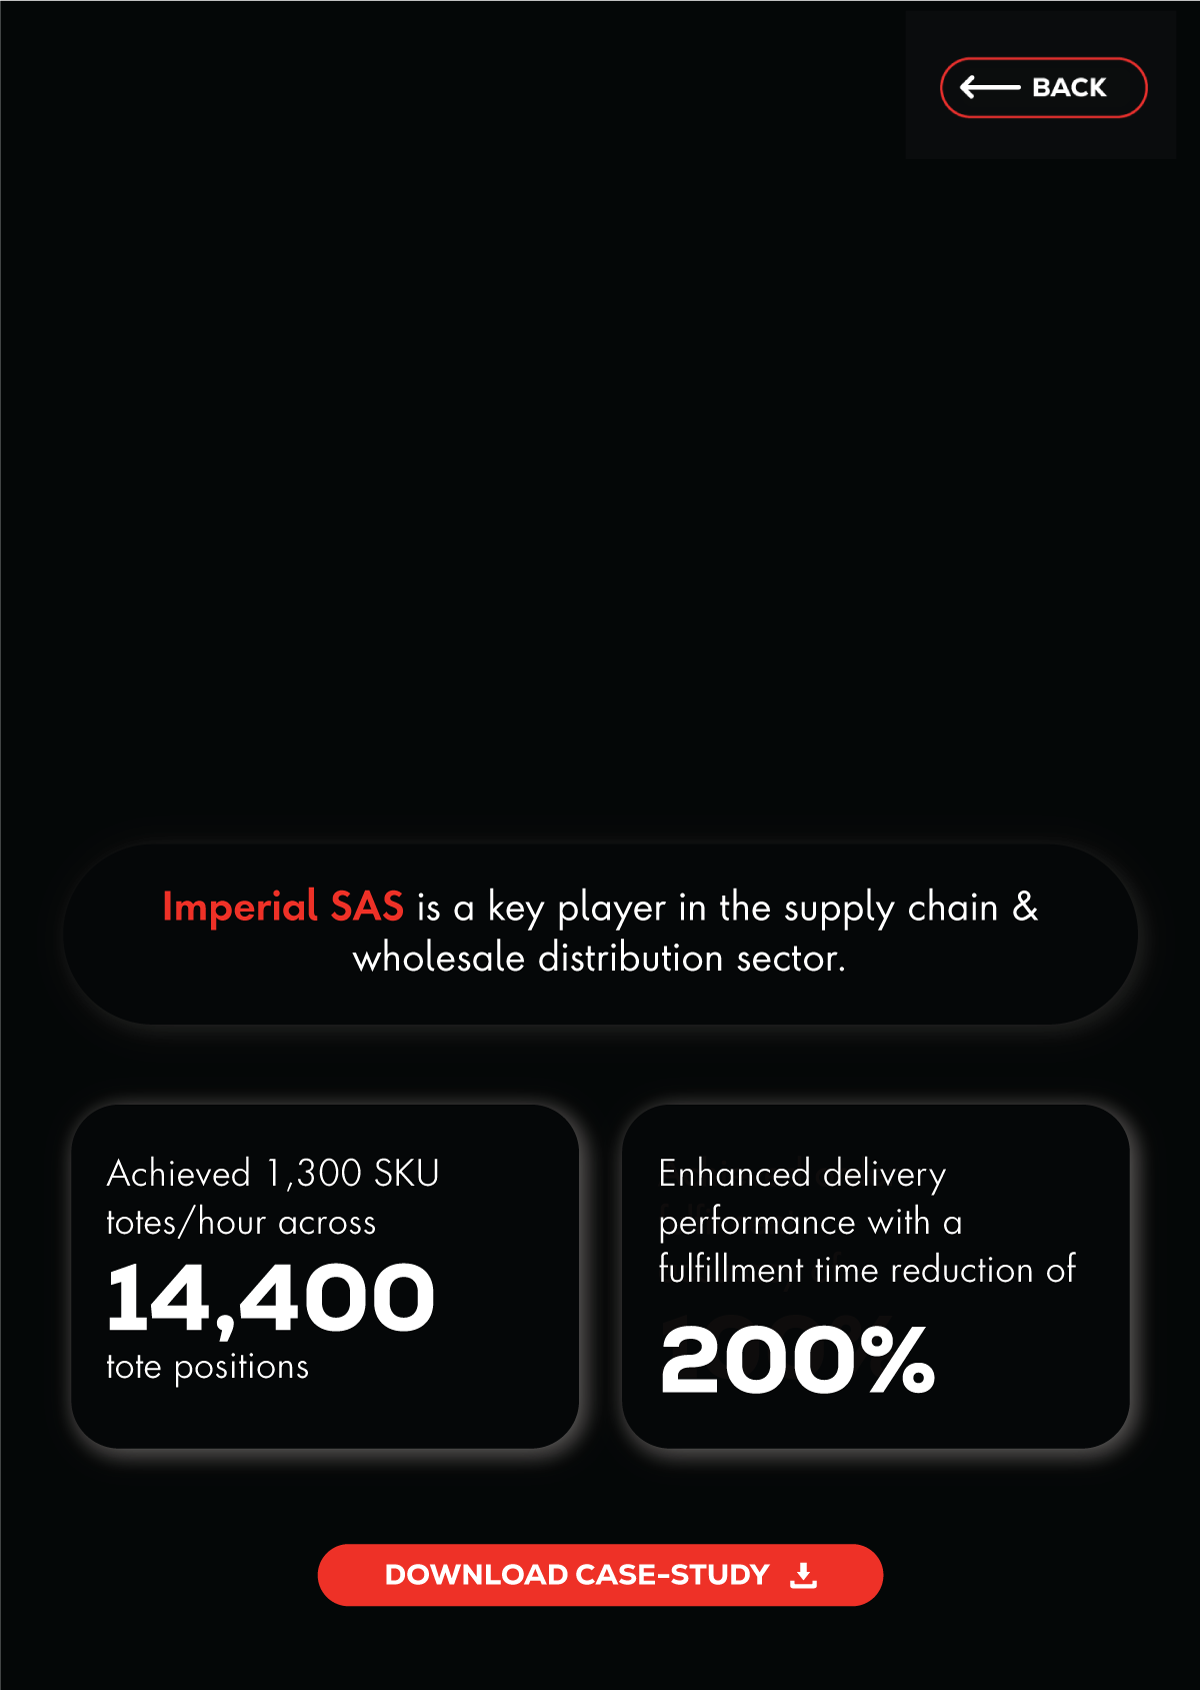 BACK
Imperial SAS is a key player in the supply chain &
wholesale distribution sector.
Achieved 1,300 SKU
totes/hour across
14,400
tote positions
Enhanced delivery
performance with a
fulfillment time reduction of
200%
DOWNLOAD CASE-STUDY